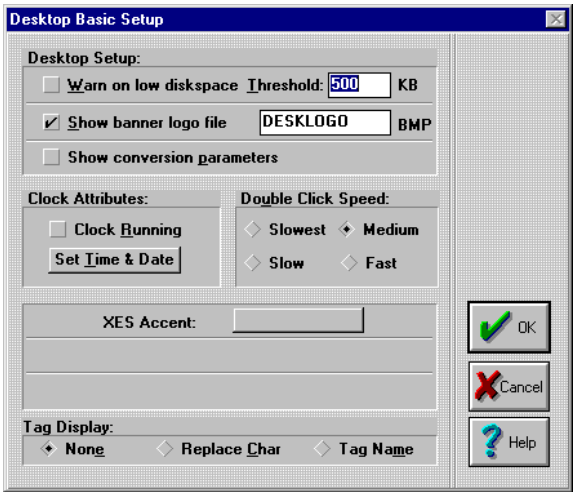 Desktop Basic Setup
Desktop Setup:
Warn on low diskspace Threshold: 500 KB
Show banner logo file DESKLOGO BMP
Show conversion parameters
Clock Attributes:
Clock Running
Set Time & Date
Double Click Speed:
Slowest Medium
Slow Fast
XES Accent:
OK
Cancel
Help
Tag Display:
None Replace Char Tag Name